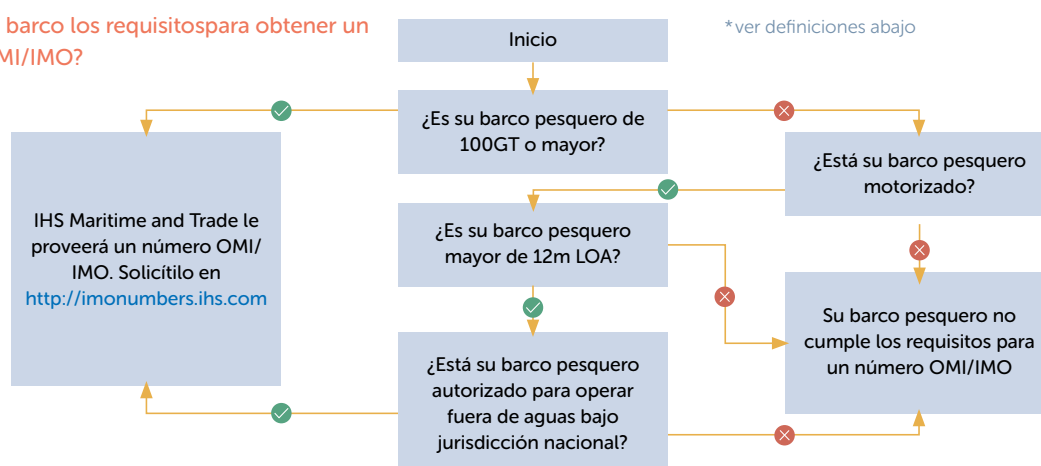 barco los requisitospara obtener un
MI/IMO?
Inicio
*ver definiciones abajo
¿Es su barco pesquero de
100GT o mayor?
¿Está su barco pesquero
motorizado?
IHS Maritime and Trade le
proveerá un número OMI/
IMO. Solicítilo en
http://imonumbers.ihs.com
¿Es su barco pesquero
mayor de 12m LOA?
Su barco pesquero no
cumple los requisitos para
un número OMI/IMO
¿Está su barco pesquero
autorizado para operar
fuera de aguas bajo
jurisdicción nacional?